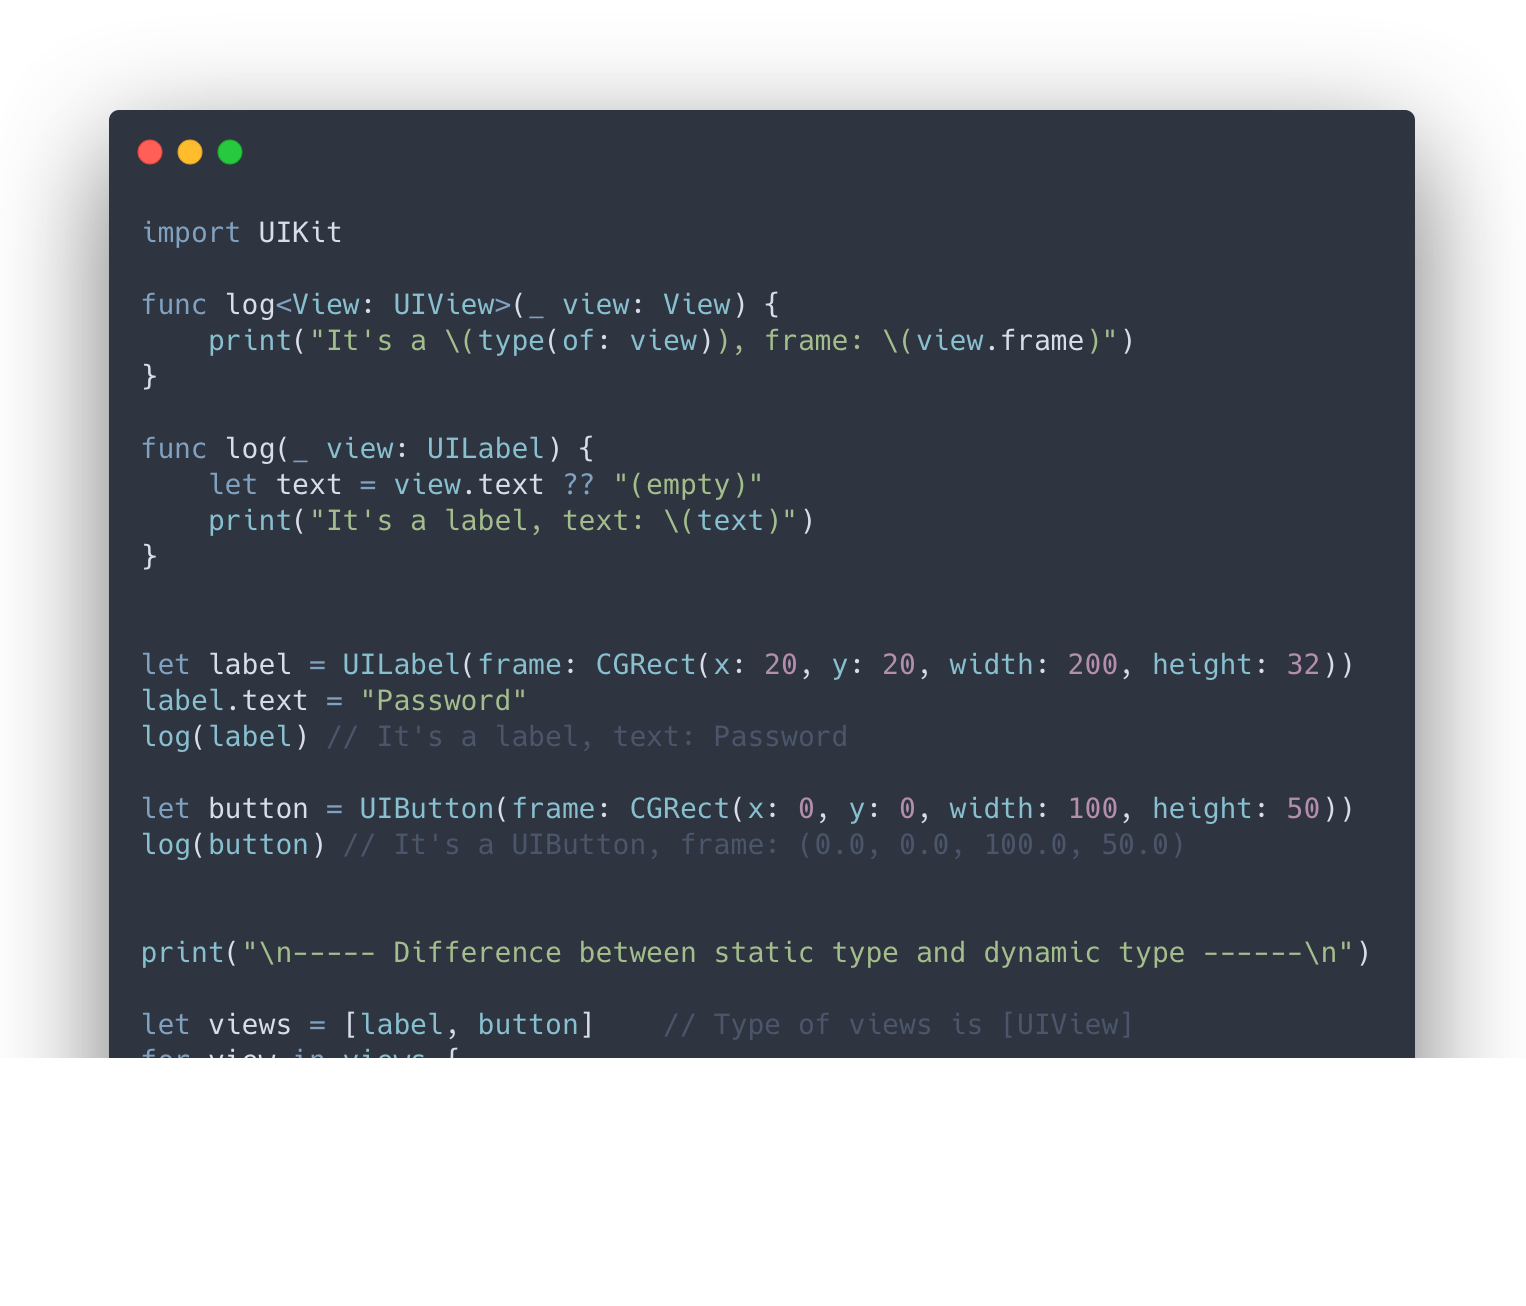 import UIKit

func log<View: UIView>(_ view: View) {
    print("It's a \(type(of: view)), frame: \(view.frame)")
}

func log(_ view: UILabel) {
    let text = view.text ?? "(empty)"
    print("It's a label, text: \(text)")
}


let label = UILabel(frame: CGRect(x: 20, y: 20, width: 200, height: 32))
label.text = "Password"
log(label) // It's a label, text: Password

let button = UIButton(frame: CGRect(x: 0, y: 0, width: 100, height: 50))
log(button) // It's a UIButton, frame: (0.0, 0.0, 100.0, 50.0)


print("\n----- Difference between static type and dynamic type ------\n")

let views = [label, button]    // Type of views is [UIView]
for view in views {